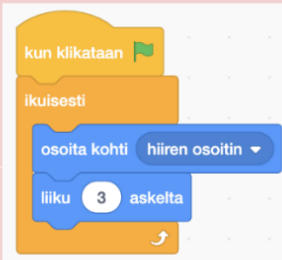 kun klikataan
ikuisesti
osoita kohti hiiren osoitin
liiku 3 askelta